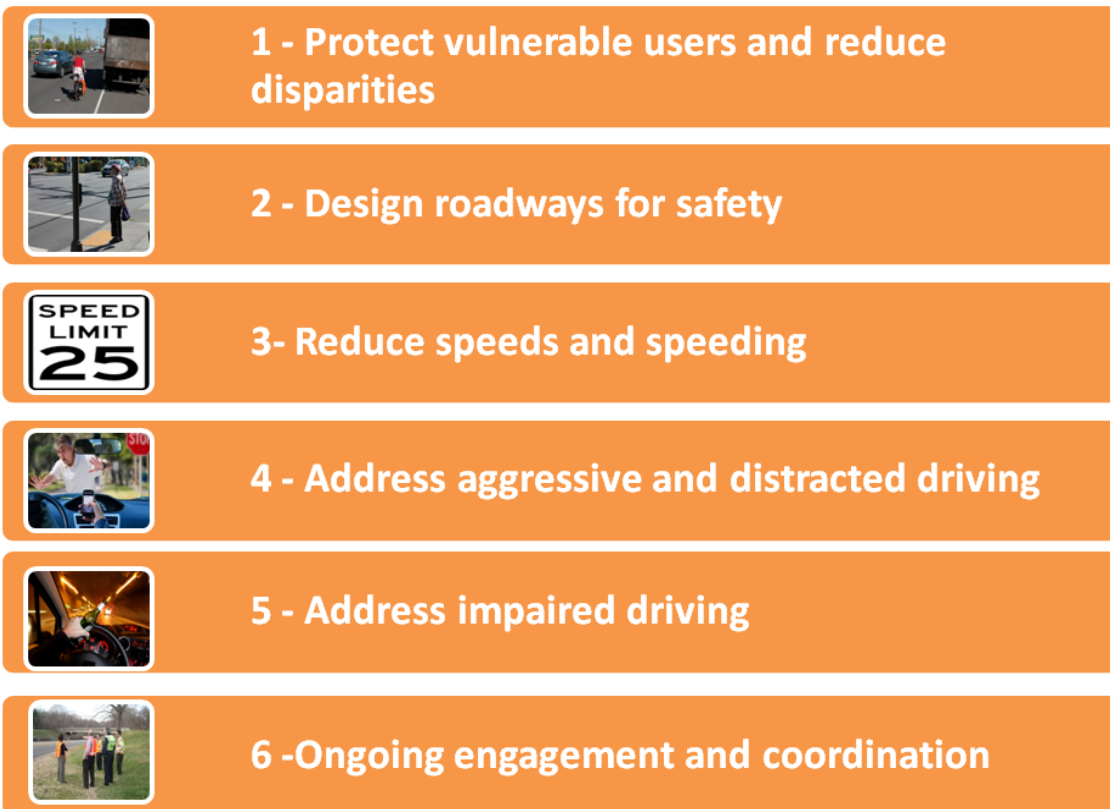 1 - Protect vulnerable users and reduce
disparities
2 - Design roadways for safety
SPEED
LIMIT
25
3- Reduce speeds and speeding
STOP
4 - Address aggressive and distracted driving
5 - Address impaired driving
6 -Ongoing engagement and coordination